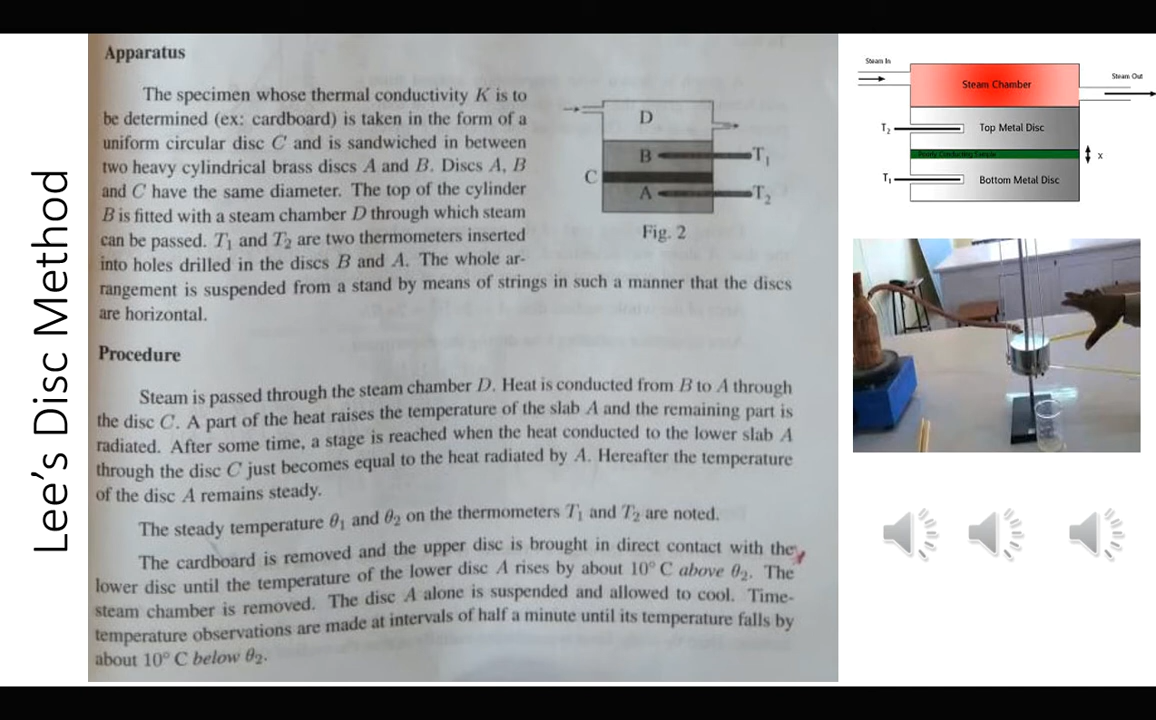 Lee's Disc Method
Apparatus
The specimen whose thermal conductivity K is to
be determined (ex: cardboard) is taken in the form of a
uniform circular disc C and is sandwiched in between
two heavy cylindrical brass discs A and B. Discs A, B
and C have the same diameter. The top of the cylinder
B is fitted with a steam chamber D through which steam
can be passed. T₁ and T₂ are two thermometers inserted
into holes drilled in the discs B and A. The whole ar-
rangement is suspended from a stand by means of strings in such a manner that the discs
are horizontal.
D
B
T₁
C
A
T₂
Fig. 2
Procedure
Steam is passed through the steam chamber D. Heat is conducted from B to A through
the disc C. A part of the heat raises the temperature of the slab A and the remaining part is
radiated. After some time, a stage is reached when the heat conducted to the lower slab A
through the disc C just becomes equal to the heat radiated by A. Hereafter the temperature
of the disc A remains steady.
The steady temperature θ₁ and θ₂ on the thermometers T₁ and T₂ are noted.
The cardboard is removed and the upper disc is brought in direct contact with the
lower disc until the temperature of the lower disc A rises by about 10° C above θ₂. The
steam chamber is removed. The disc A alone is suspended and allowed to cool. Time-
temperature observations are made at intervals of half a minute until its temperature falls by
about 10° C below θ₂.
Steam In
Steam Chamber
Steam Out
T₂
Top Metal Disc
Poorly Conducting Sample
x
T₁
Bottom Metal Disc